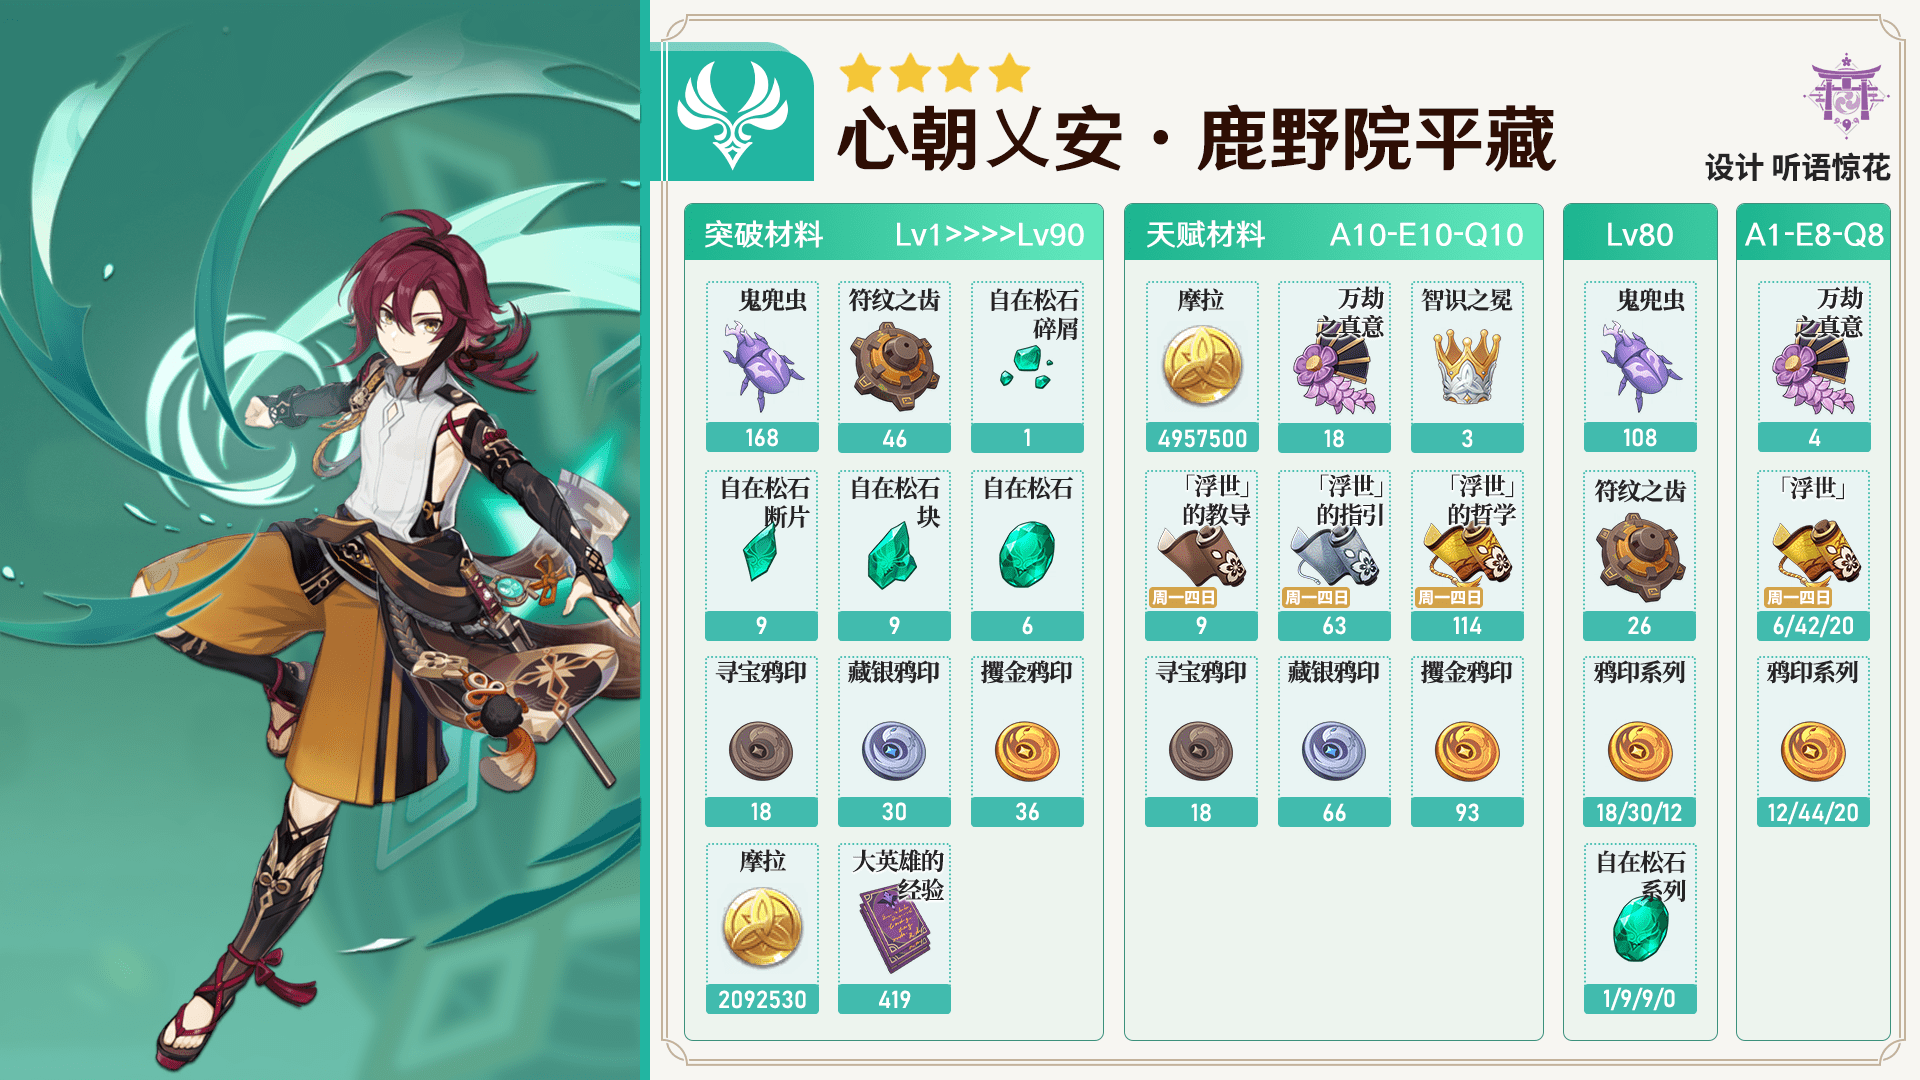 心朝乂安·鹿野院平藏
设计 听语惊花
突破材料 Lv1>>>>Lv90
鬼兜虫
168
符纹之齿
46
自在松石
碎屑
1
自在松石
断片
9
自在松石
块
9
自在松石
6
寻宝鸦印
18
藏银鸦印
30
攫金鸦印
36
摩拉
2092530
大英雄的
经验
419
天赋材料 A10-E10-Q10
摩拉
4957500
万劫
之真意
18
智识之冕
3
「浮世」
的教导
周一四日
9
「浮世」
的指引
周一四日
63
「浮世」
的哲学
周一四日
114
寻宝鸦印
18
藏银鸦印
66
攫金鸦印
93
Lv80
鬼兜虫
108
符纹之齿
26
鸦印系列
18/30/12
自在松石
系列
1/9/9/0
A1-E8-Q8
万劫
之真意
4
「浮世」
周一四日
6/42/20
鸦印系列
12/44/20